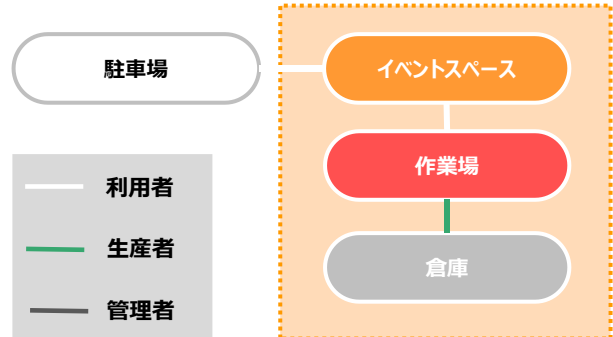 駐車場
イベントスペース
作業場
倉庫
利用者
生産者
管理者